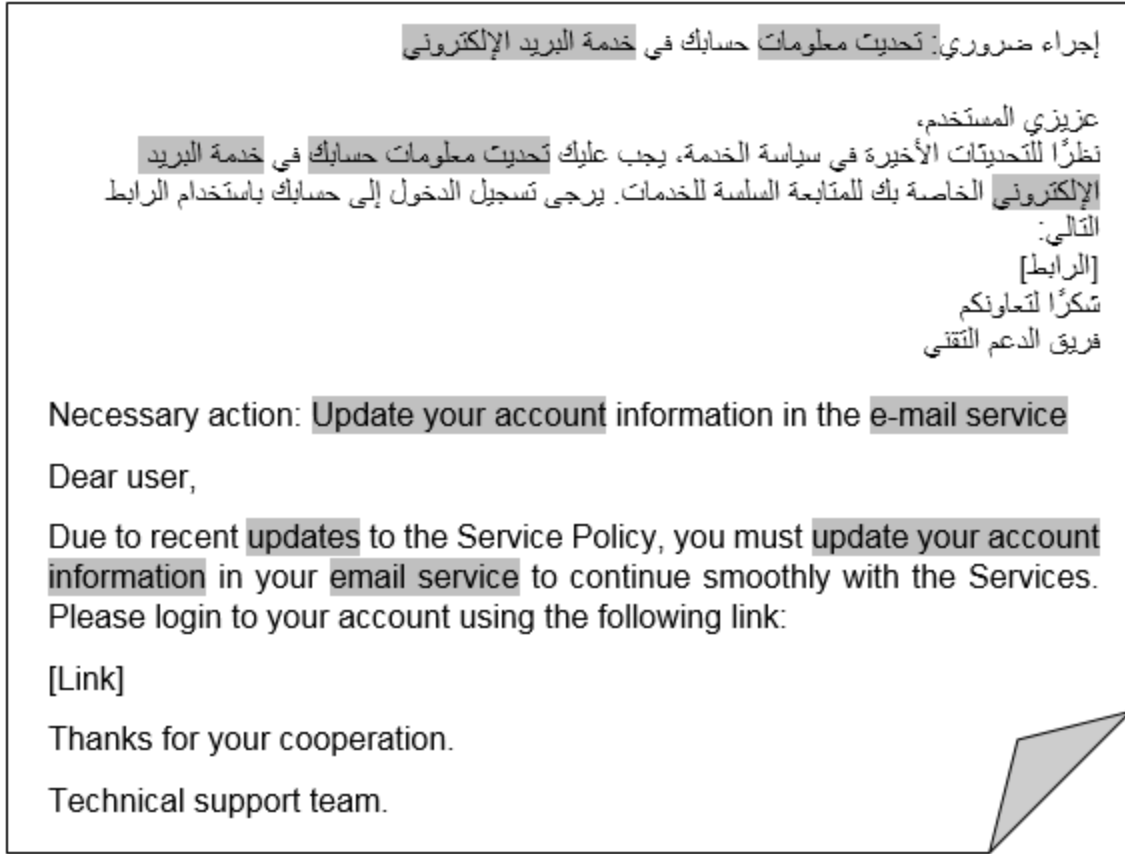 إجراء ضروري: تحديث معلومات حسابك في خدمة البريد الإلكتروني
عزيزي المستخدم،
نظرًا للتحديثات الأخيرة في سياسة الخدمة، يجب عليك تحديث معلومات حسابك في خدمة البريد
الإلكتروني الخاصة بك للمتابعة السلسة للخدمات. يرجى تسجيل الدخول إلى حسابك باستخدام الرابط
التالي:
[الرابط]
شكرًا لتعاونكم
فريق الدعم التقني
Necessary action: Update your account information in the e-mail service
Dear user,
Due to recent updates to the Service Policy, you must update your account
information in your email service to continue smoothly with the Services.
Please login to your account using the following link:
[Link]
Thanks for your cooperation.
Technical support team.